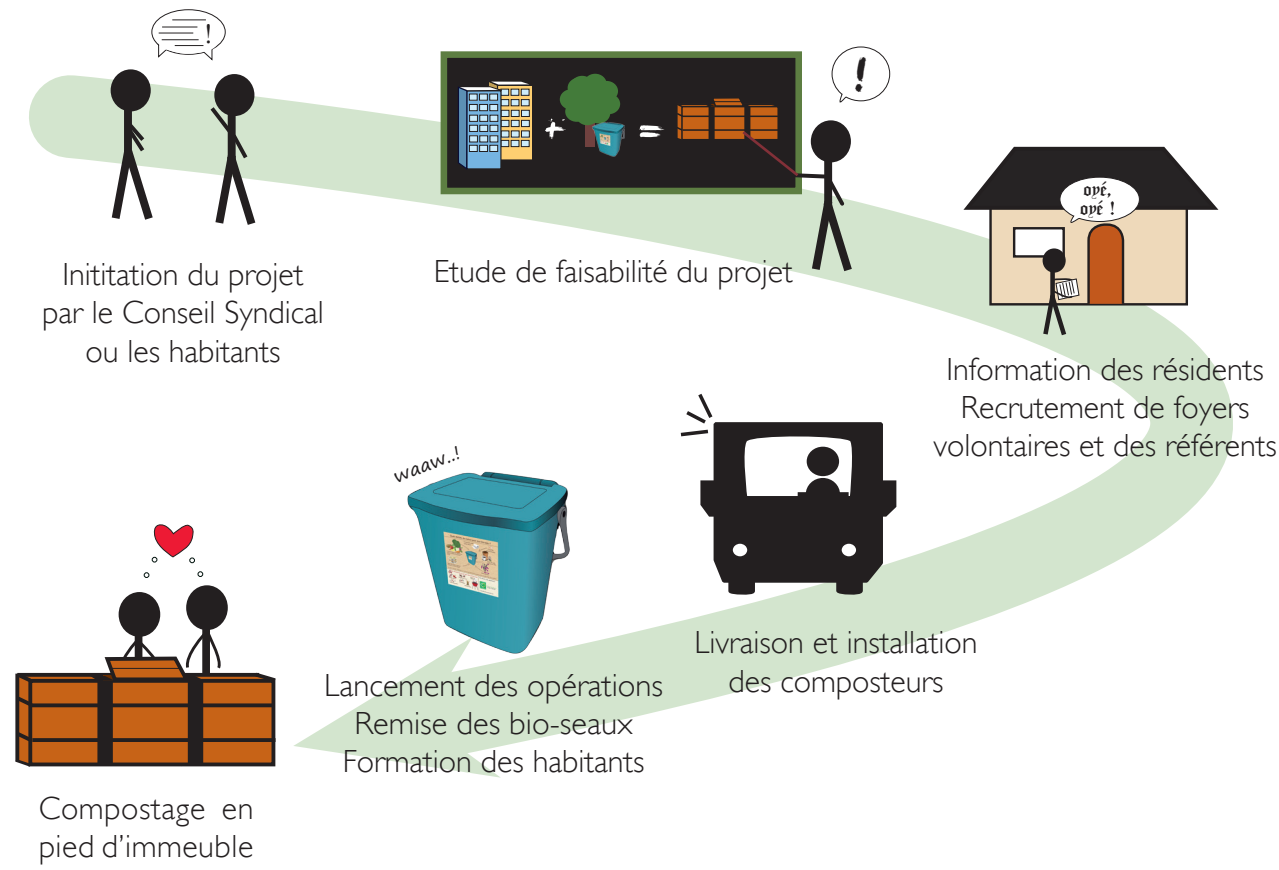 !
!
Inititation du projet
par le Conseil Syndical
ou les habitants
Etude de faisabilité du projet
oyé,
oyé !
Information des résidents
Recrutement de foyers
volontaires et des référents
Livraison et installation
des composteurs
waaw..!
Lancement des opérations
Remise des bio-seaux
Formation des habitants
Compostage en
pied d'immeuble